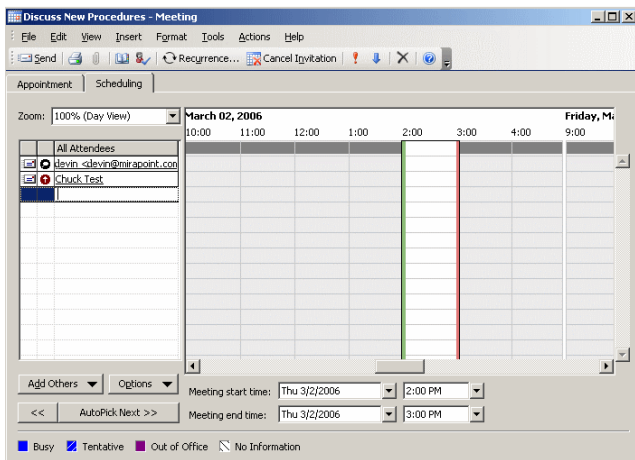 Discuss New Procedures - Meeting
File Edit View Insert Format Tools Actions Help
Send Recurrence... Cancel Invitation
Appointment Scheduling
Zoom: 100% (Day View) March 02, 2006 Friday, Ma
10:00 11:00 12:00 1:00 2:00 3:00 4:00 9:00
All Attendees
devin <devin@mirapoint.con
Chuck Test
Add Others Options Meeting start time: Thu 3/2/2006 2:00 PM
<< AutoPick Next >> Meeting end time: Thu 3/2/2006 3:00 PM
Busy Tentative Out of Office No Information